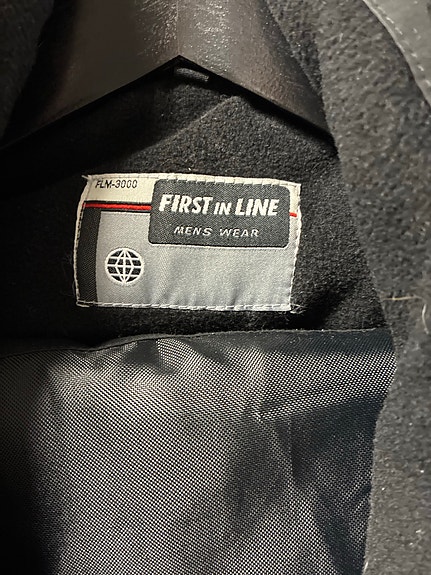 FLM-3000
FIRST IN LINE
MENS WEAR